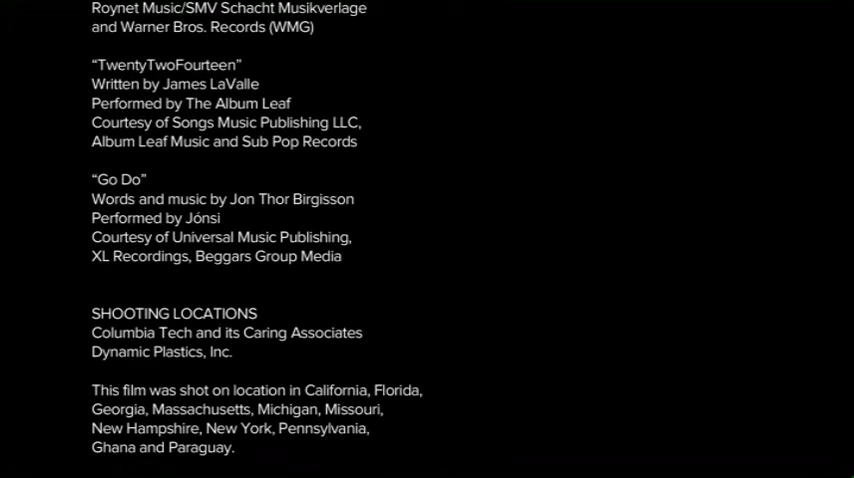 Roynet Music/SMV Schacht Musikverlage
and Warner Bros. Records (WMG)
“TwentyTwoFourteen”
Written by James LaValle
Performed by The Album Leaf
Courtesy of Songs Music Publishing LLC,
Album Leaf Music and Sub Pop Records
“Go Do”
Words and music by Jon Thor Birgisson
Performed by Jónsi
Courtesy of Universal Music Publishing,
XL Recordings, Beggars Group Media
SHOOTING LOCATIONS
Columbia Tech and its Caring Associates
Dynamic Plastics, Inc.
This film was shot on location in California, Florida,
Georgia, Massachusetts, Michigan, Missouri,
New Hampshire, New York, Pennsylvania,
Ghana and Paraguay.